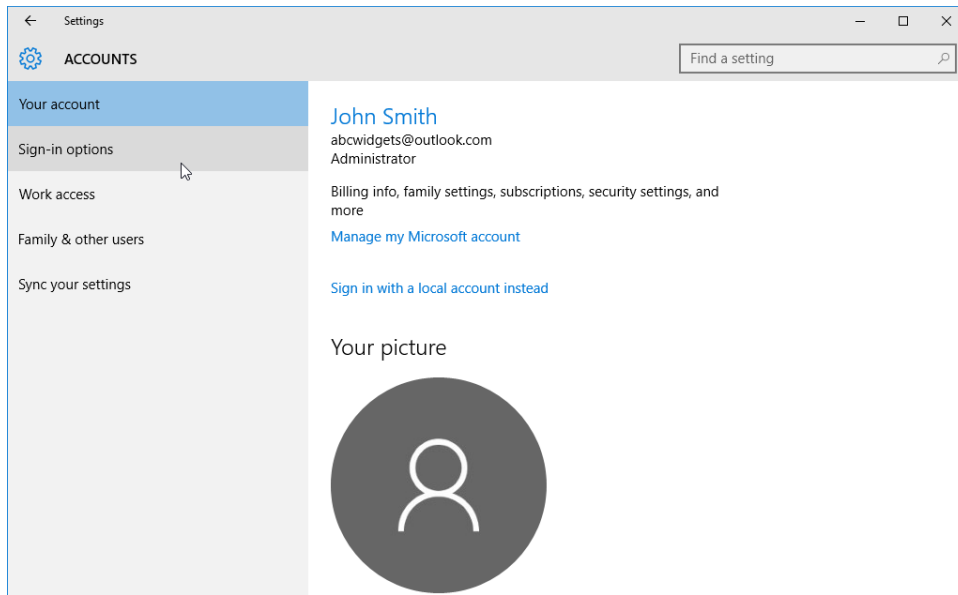 Settings
ACCOUNTS
Find a setting
Your account
Sign-in options
Work access
Family & other users
Sync your settings
John Smith
abcwidgets@outlook.com
Administrator
Billing info, family settings, subscriptions, security settings, and
more
Manage my Microsoft account
Sign in with a local account instead
Your picture